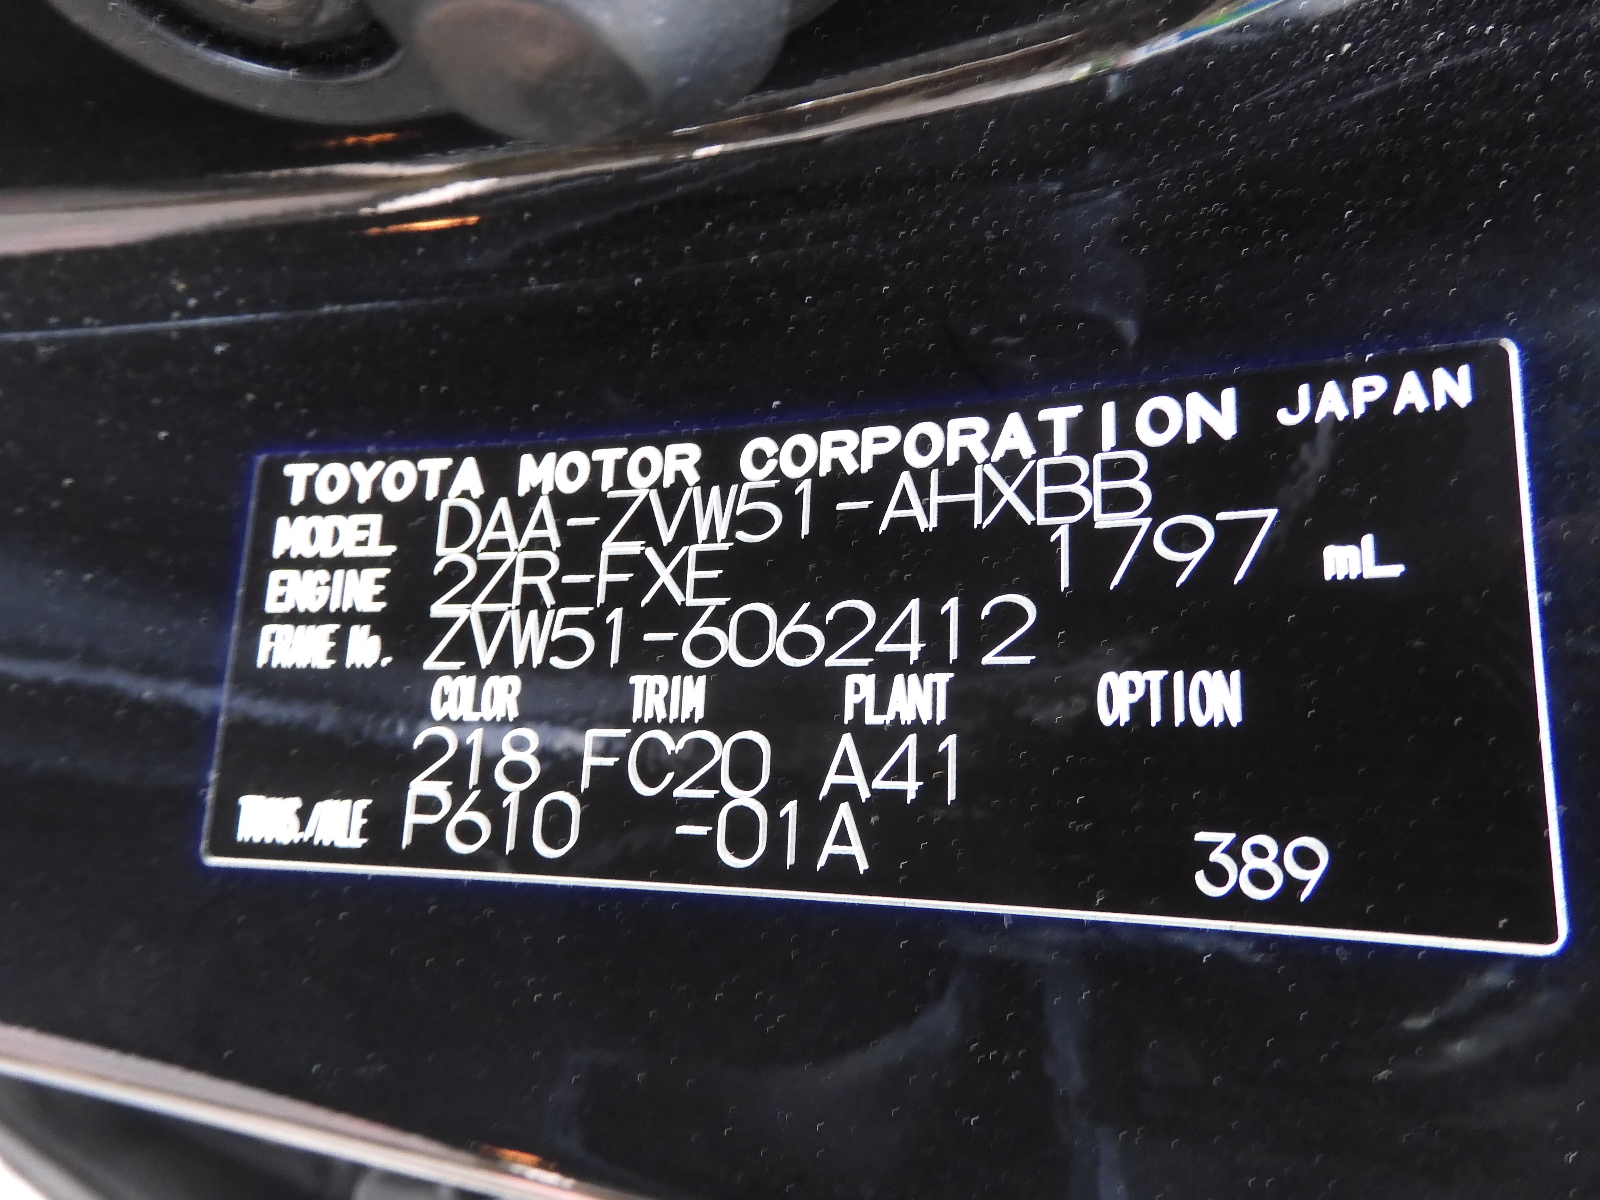 TOYOTA MOTOR CORPORATION JAPAN
MODEL DAA-ZVW51-AHXBB
ENGINE 2ZR-FXE 1797 mL
FRAME No. ZVW51-6062412
COLOR TRIM PLANT OPTION
218 FC20 A41
TRANS./AXLE P610 -01A 389